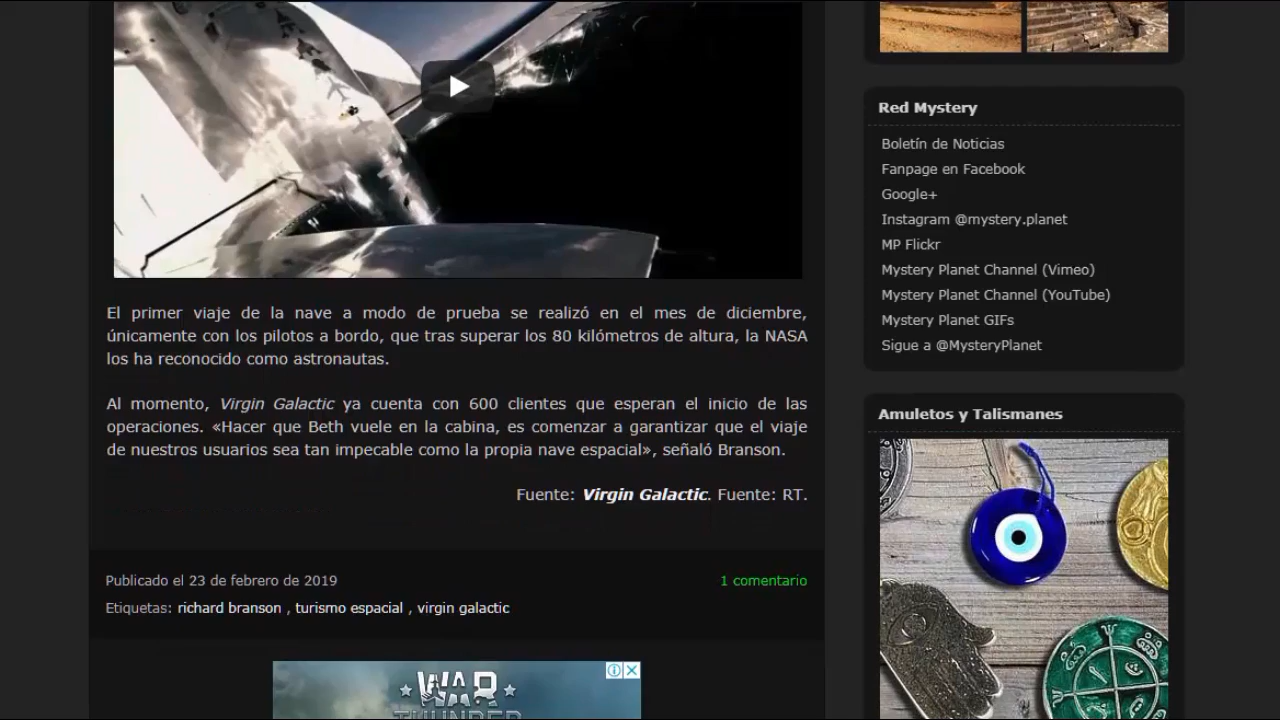 El primer viaje de la nave a modo de prueba se realizó en el mes de diciembre,
únicamente con los pilotos a bordo, que tras superar los 80 kilómetros de altura, la NASA
los ha reconocido como astronautas.
Al momento, Virgin Galactic ya cuenta con 600 clientes que esperan el inicio de las
operaciones. «Hacer que Beth vuele en la cabina, es comenzar a garantizar que el viaje
de nuestros usuarios sea tan impecable como la propia nave espacial», señaló Branson.
Fuente: Virgin Galactic. Fuente: RT.
Publicado el 23 de febrero de 2019
1 comentario
Etiquetas: richard branson , turismo espacial , virgin galactic
WAR
THUNDER
Red Mystery
Boletín de Noticias
Fanpage en Facebook
Google+
Instagram @mystery.planet
MP Flickr
Mystery Planet Channel (Vimeo)
Mystery Planet Channel (YouTube)
Mystery Planet GIFs
Sigue a @MysteryPlanet
Amuletos y Talismanes